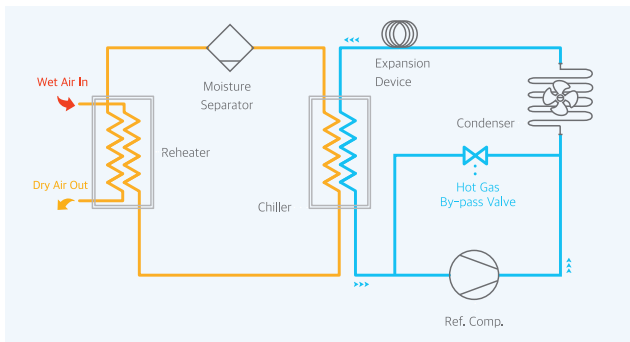 Wet Air In
Dry Air Out
Reheater
Moisture
Separator
Chiller
Expansion
Device
Condenser
Hot Gas
By-pass Valve
Ref. Comp.